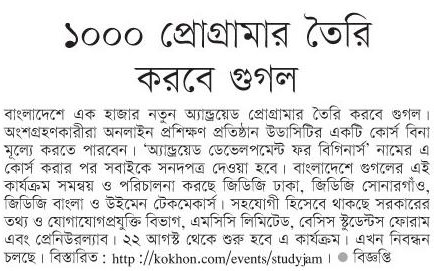 ১০০০ প্রোগ্রামার তৈরি
করবে গুগল
বাংলাদেশে এক হাজার নতুন অ্যান্ড্রয়েড প্রোগ্রামার তৈরি করবে গুগল।
অংশগ্রহণকারীরা অনলাইন প্রশিক্ষণ প্রতিষ্ঠান উডাসিটির একটি কোর্স বিনা
মূল্যে করতে পারবেন। ‘অ্যান্ড্রয়েড ডেভেলপমেন্ট ফর বিগিনার্স’ নামের এ
কোর্স করার পর সবাইকে সনদপত্র দেওয়া হবে। বাংলাদেশে গুগলের এই
কার্যক্রম সমন্বয় ও পরিচালনা করছে জিডিজি ঢাকা, জিডিজি সোনারগাঁও,
জিডিজি বাংলা ও উইমেন টেকমেকার্স। সহযোগী হিসেবে থাকছে সরকারের
তথ্য ও যোগাযোগপ্রযুক্তি বিভাগ, এমসিসি লিমিটেড, বেসিস স্টুডেন্টস ফোরাম
এবং প্রেনিউরল্যাব। ২২ আগস্ট থেকে শুরু হবে এ কার্যক্রম। এখন নিবন্ধন
চলছে। বিস্তারিত : http://kokhon.com/events/studyjam। ● বিজ্ঞপ্তি